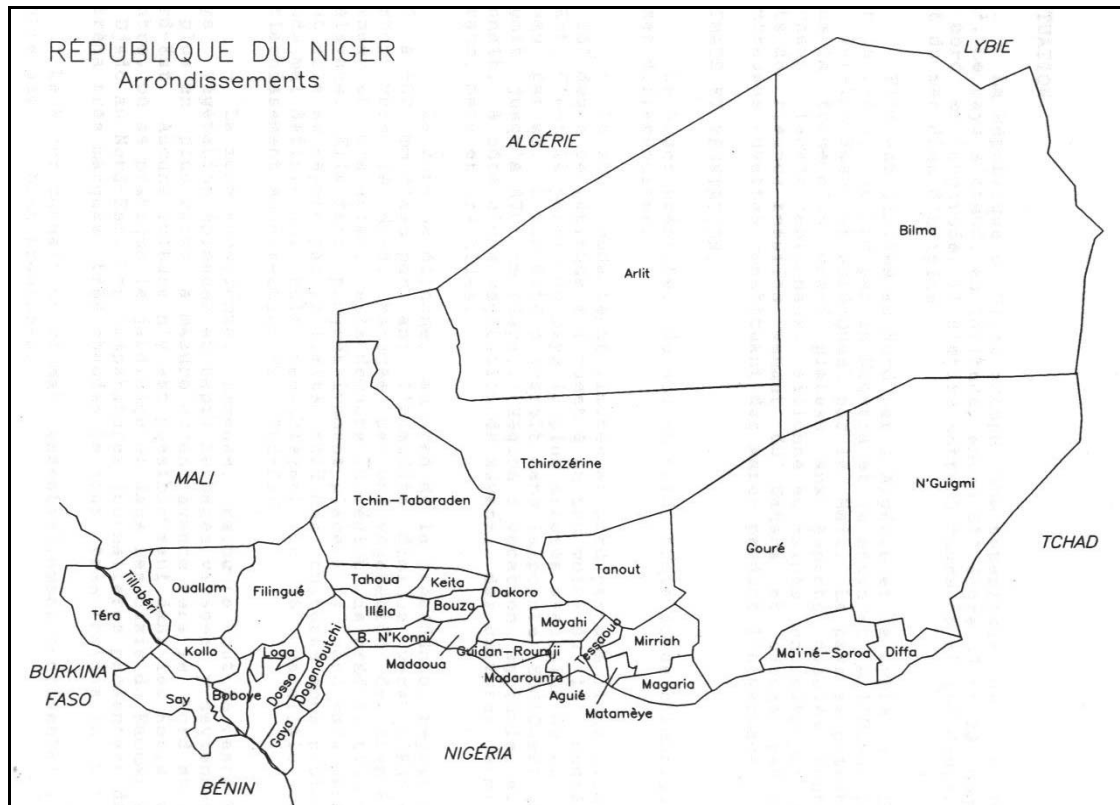 RÉPUBLIQUE DU NIGER
Arrondissements
LYBIE
ALGÉRIE
Bilma
Arlit
Tchirozérine
MALI
Tchin-Tabaraden
N'Guigmi
TCHAD
Gouré
Tanout
Tillabéri
Ouallam
Filingué
Tahoua
Keita
Dakoro
Téra
Illéla
Bouza
Mayahi
Tessaoua
Mirriah
Kollo
Loga
Dogondoutchi
B. N'Konni
Madaoua
Guidan-Roumji
Maïné-Soroa
Diffa
BURKINA
FASO
Say
Boboye
Dosso
Madarounfa
Aguié
Magaria
Matamèye
Gaya
NIGÉRIA
BÉNIN